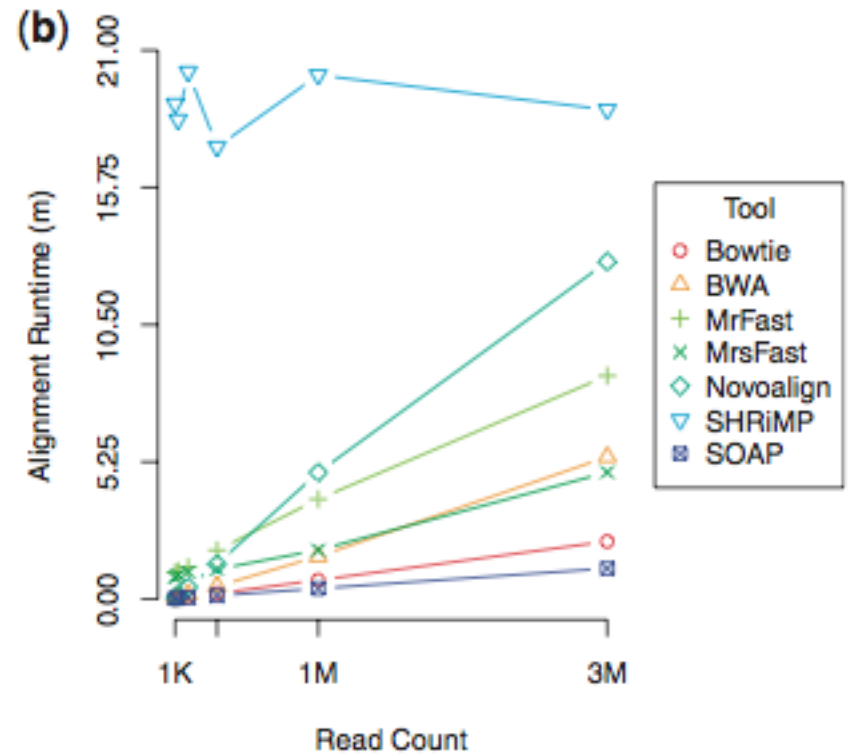 (b)
21.00
15.75
10.50
5.25
0.00
Alignment Runtime (m)
1K
1M
3M
Read Count
Tool
Bowtie
BWA
MrFast
MrsFast
Novoalign
SHRiMP
SOAP